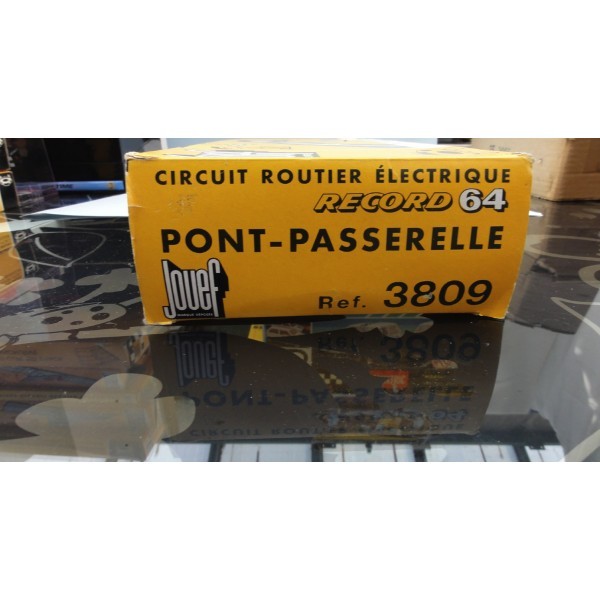 CIRCUIT ROUTIER ÉLECTRIQUE
RECORD 64
PONT-PASSERELLE
Jouef
Ref. 3809